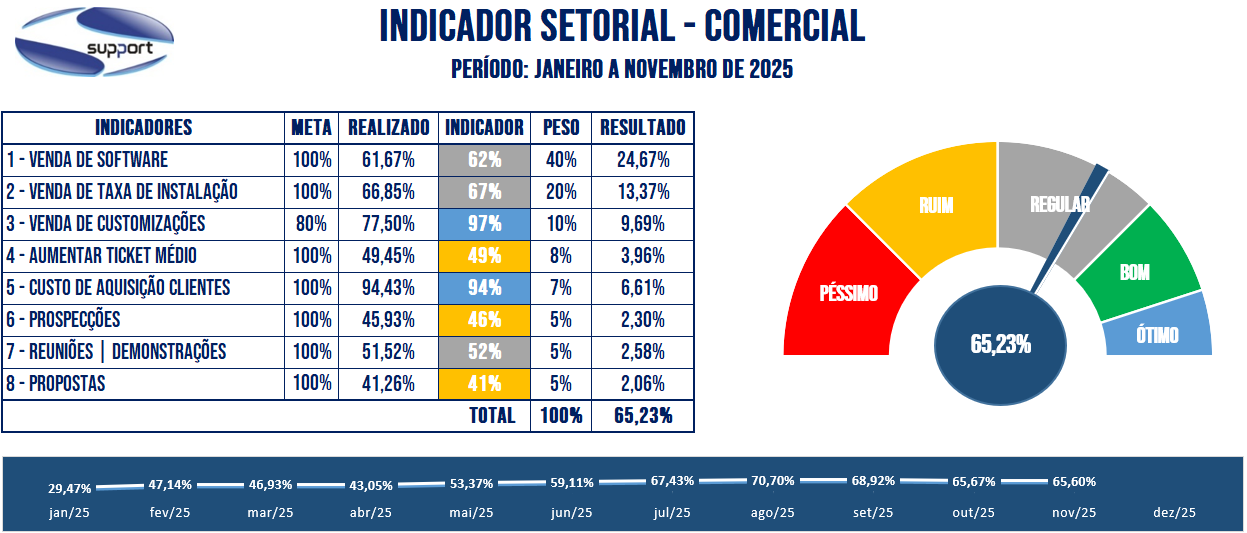 support
INDICADOR SETORIAL - COMERCIAL
PERÍODO: JANEIRO A NOVEMBRO DE 2025
INDICADORES META REALIZADO INDICADOR PESO RESULTADO
1 - VENDA DE SOFTWARE 100% 61,67% 62% 40% 24,67%
2 - VENDA DE TAXA DE INSTALAÇÃO 100% 66,85% 67% 20% 13,37%
3 - VENDA DE CUSTOMIZAÇÕES 80% 77,50% 97% 10% 9,69%
4 - AUMENTAR TICKET MÉDIO 100% 49,45% 49% 8% 3,96%
5 - CUSTO DE AQUISIÇÃO CLIENTES 100% 94,43% 94% 7% 6,61%
6 - PROSPECÇÕES 100% 45,93% 46% 5% 2,30%
7 - REUNIÕES | DEMONSTRAÇÕES 100% 51,52% 52% 5% 2,58%
8 - PROPOSTAS 100% 41,26% 41% 5% 2,06%
TOTAL 100% 65,23%
PÉSSIMO
RUIM
REGULAR
BOM
ÓTIMO
65,23%
29,47% 47,14% 46,93% 43,05% 53,37% 59,11% 67,43% 70,70% 68,92% 65,67% 65,60%
jan/25 fev/25 mar/25 abr/25 mai/25 jun/25 jul/25 ago/25 set/25 out/25 nov/25 dez/25